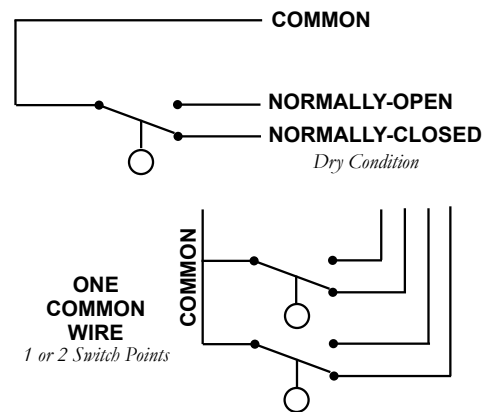 COMMON
NORMALLY-OPEN
NORMALLY-CLOSED
Dry Condition
COMMON
ONE
COMMON
WIRE
1 or 2 Switch Points